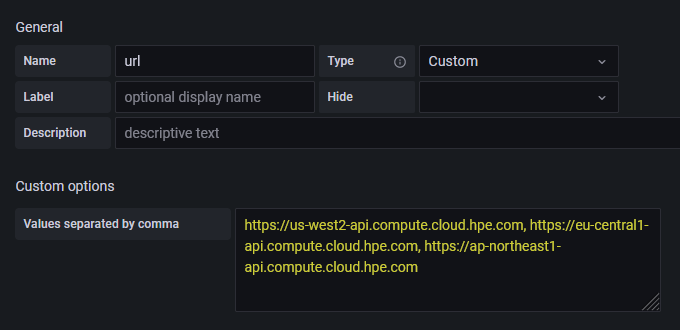 General
Name url Type Custom
Label optional display name Hide
Description descriptive text
Custom options
Values separated by comma
https://us-west2-api.compute.cloud.hpe.com, https://eu-central1-
api.compute.cloud.hpe.com, https://ap-northeast1-
api.compute.cloud.hpe.com